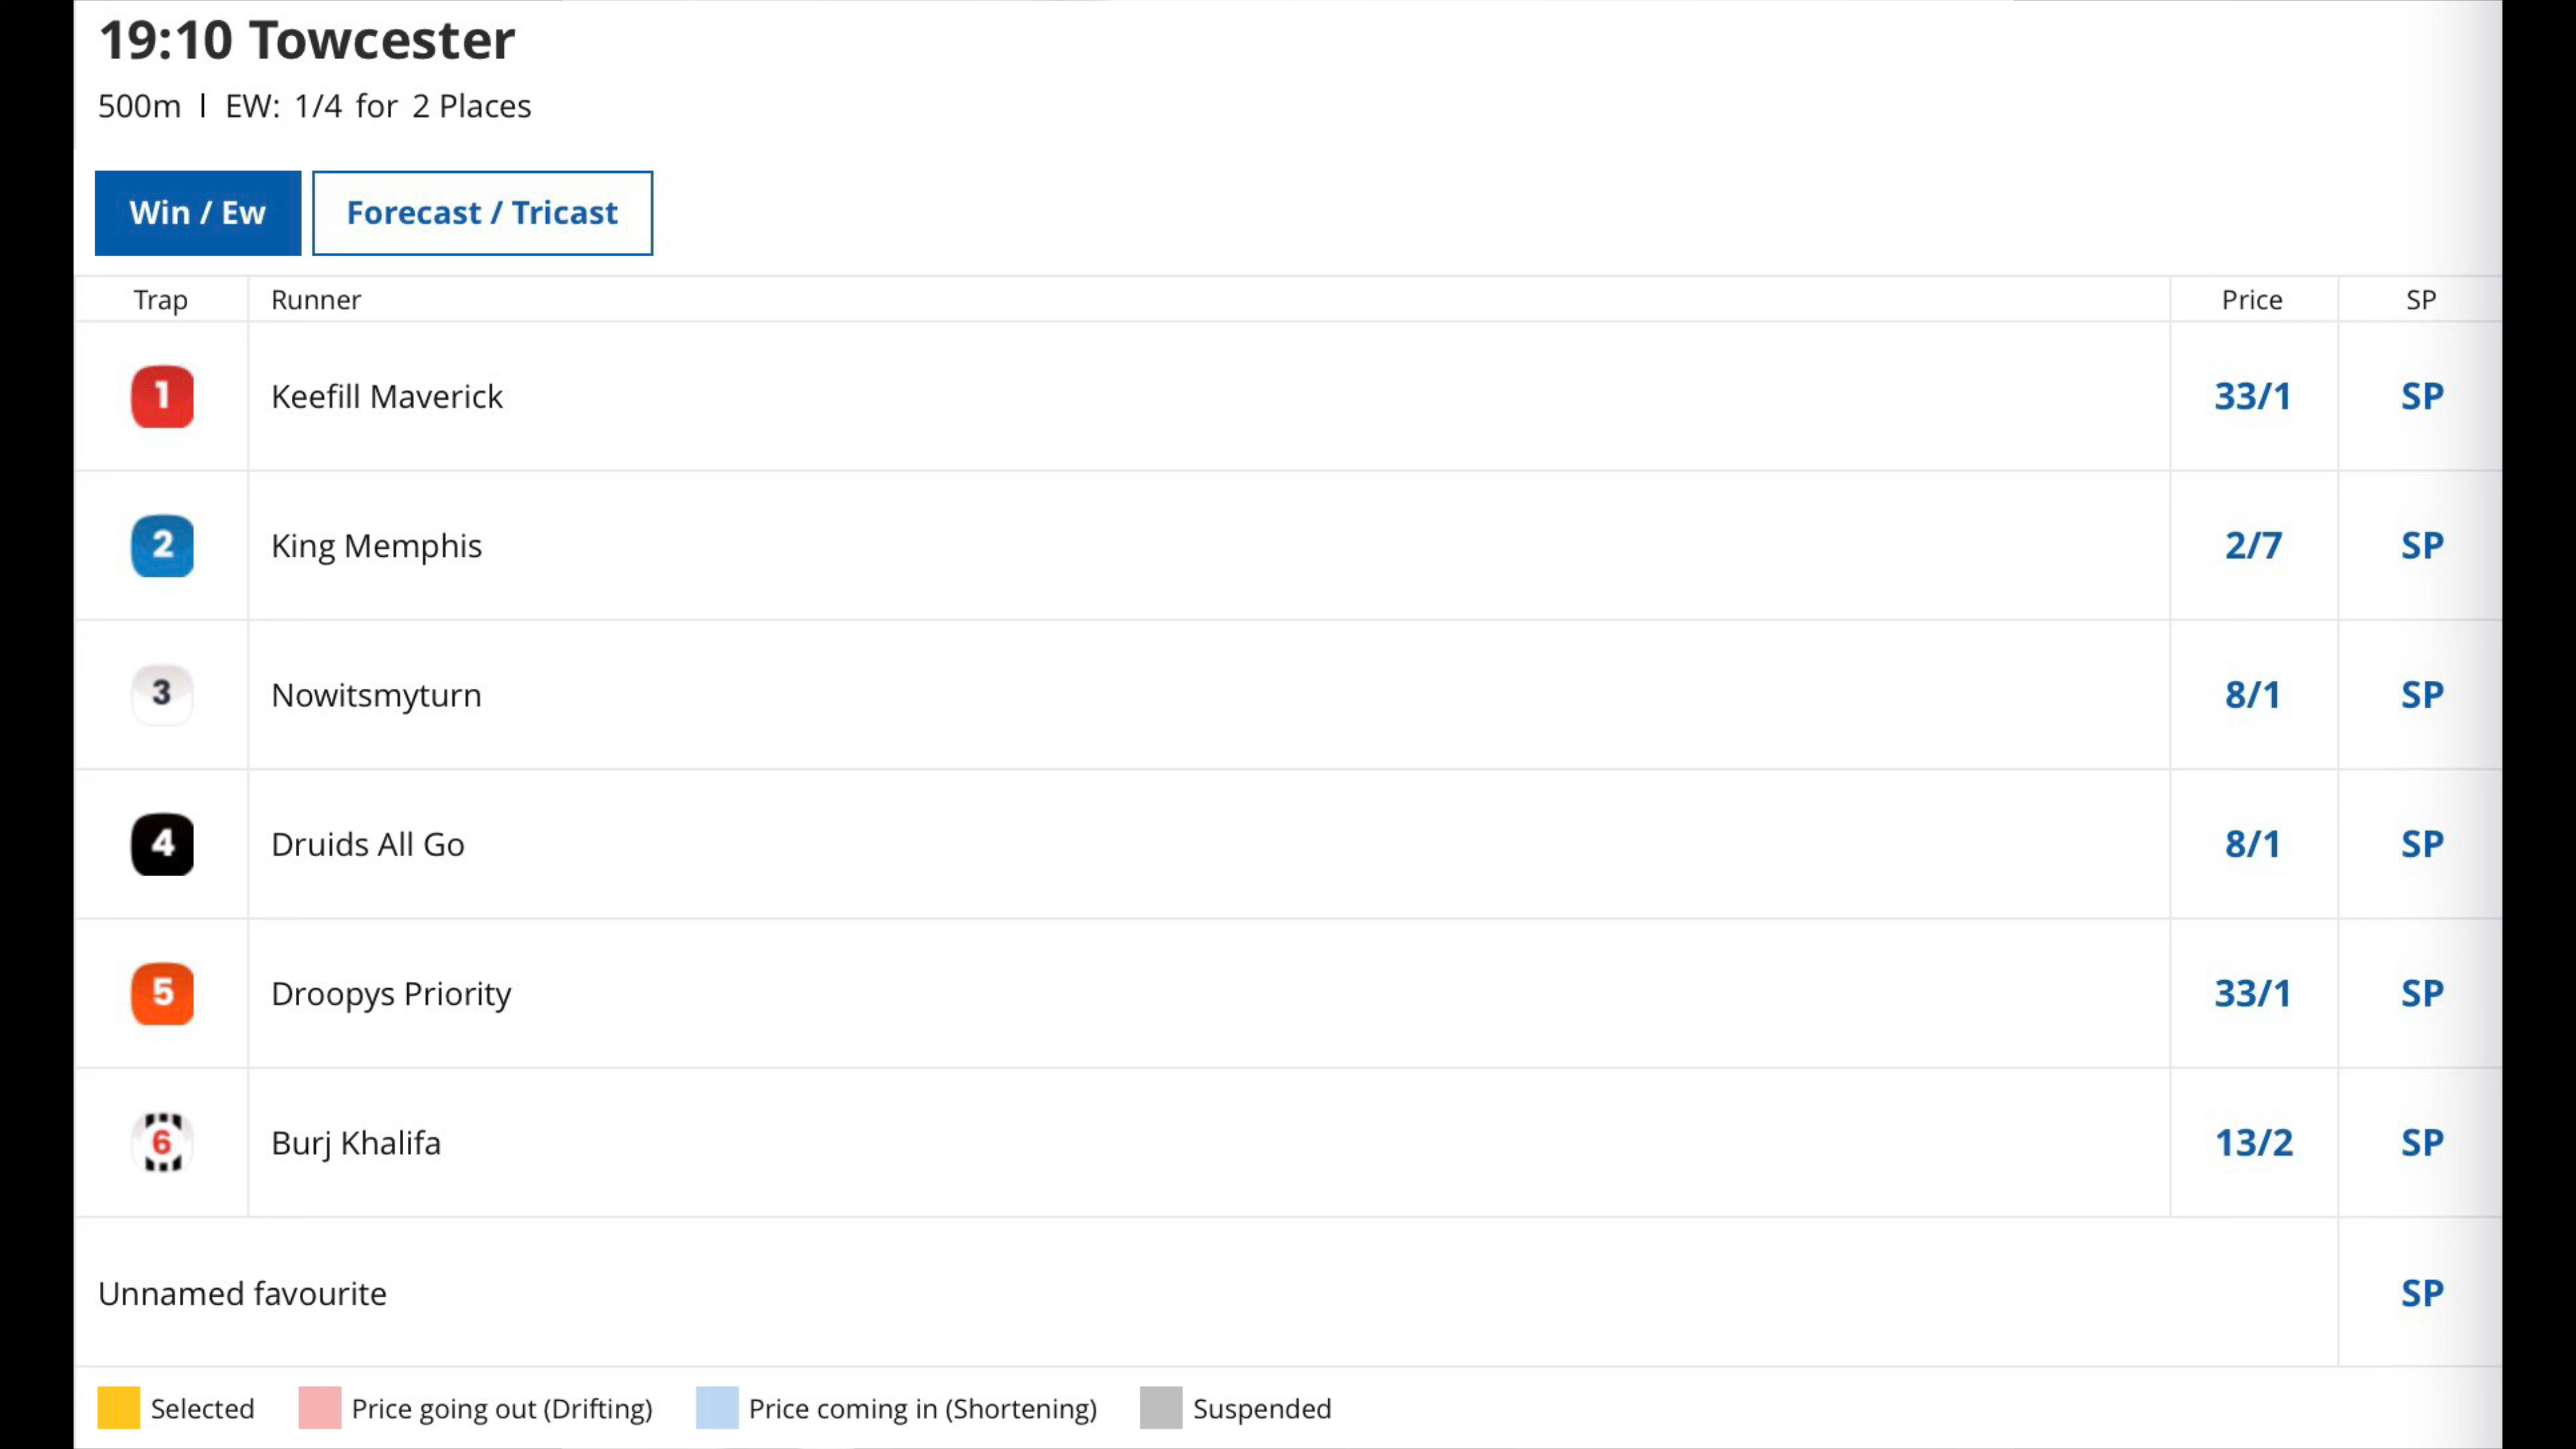 19:10 Towcester
500m | EW: 1/4 for 2 Places
Win / Ew Forecast / Tricast
Trap Runner Price SP
1 Keefill Maverick 33/1 SP
2 King Memphis 2/7 SP
3 Nowitsmyturn 8/1 SP
4 Druids All Go 8/1 SP
5 Droopys Priority 33/1 SP
6 Burj Khalifa 13/2 SP
Unnamed favourite SP
Selected Price going out (Drifting) Price coming in (Shortening) Suspended